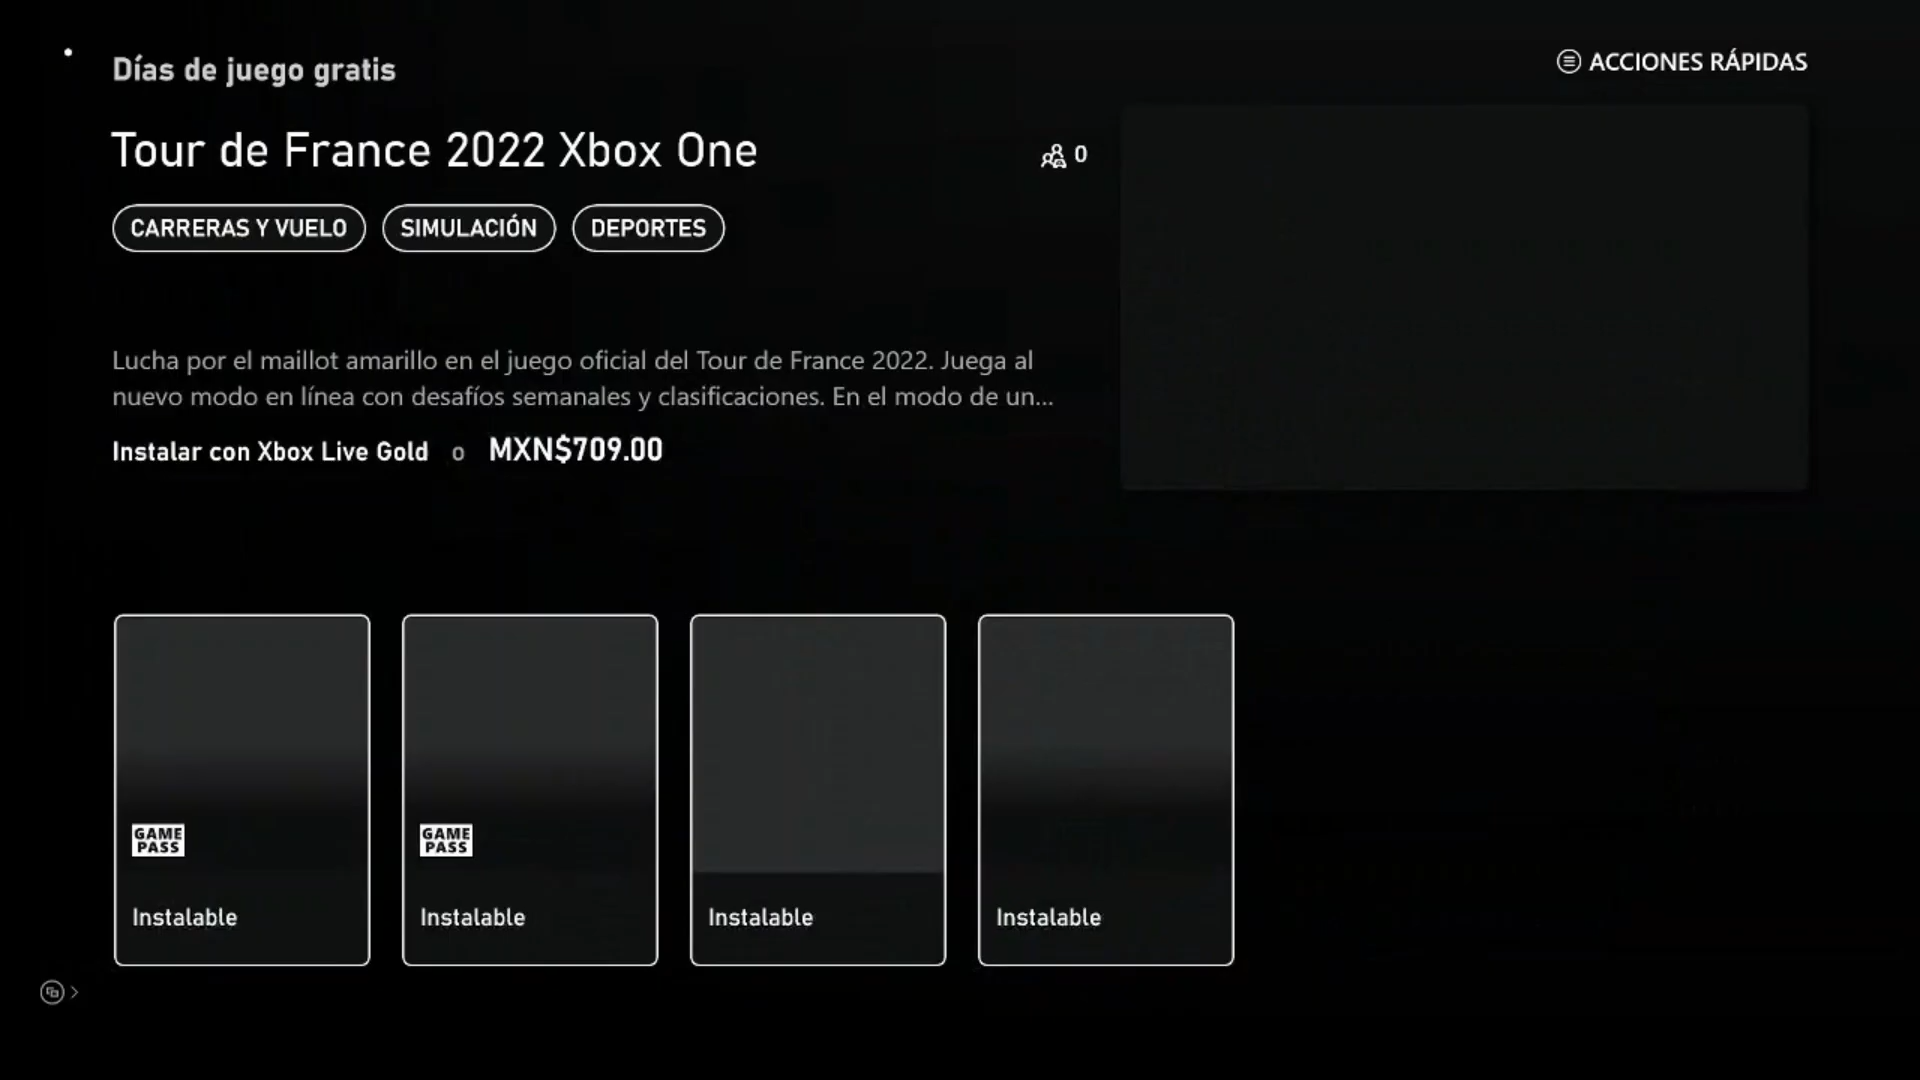 Días de juego gratis
ACCIONES RÁPIDAS
Tour de France 2022 Xbox One
0
CARRERAS Y VUELO
SIMULACIÓN
DEPORTES
Lucha por el maillot amarillo en el juego oficial del Tour de France 2022. Juega al
nuevo modo en línea con desafíos semanales y clasificaciones. En el modo de un...
Instalar con Xbox Live Gold o MXN$709.00
GAME
PASS
Instalable
GAME
PASS
Instalable
Instalable
Instalable